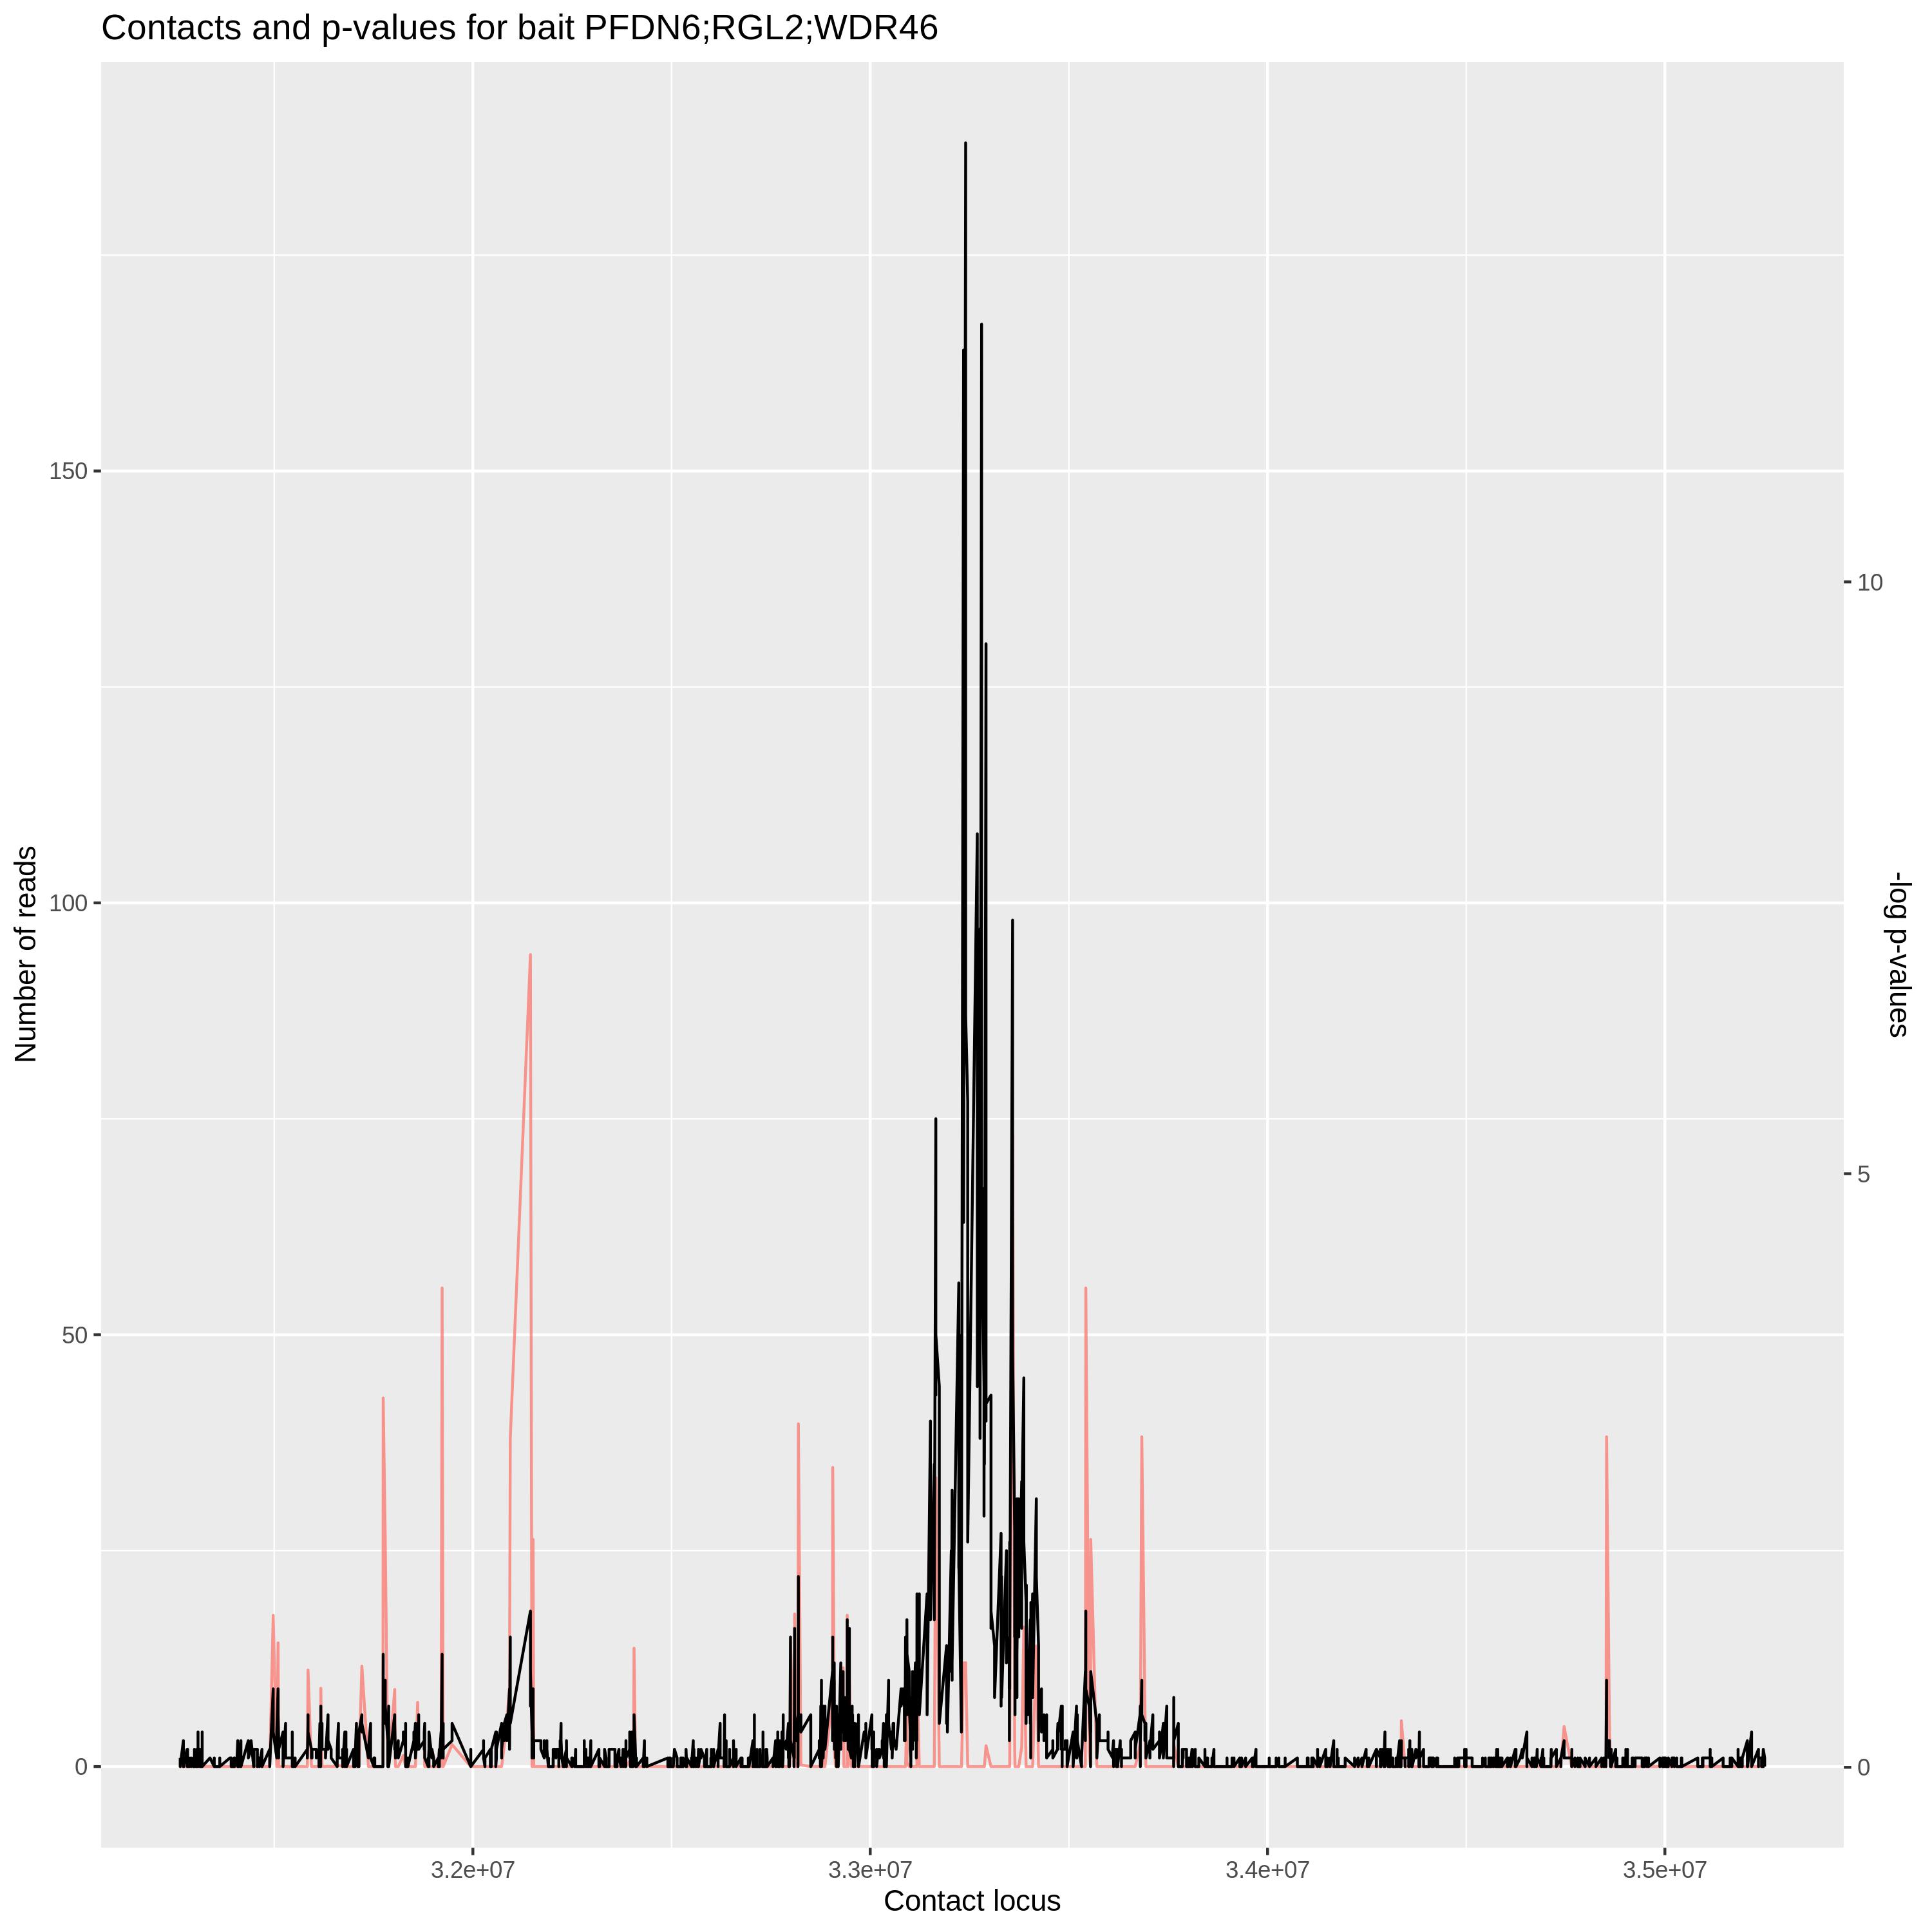 Contacts and p-values for bait PFDN6;RGL2;WDR46
Number of reads
150
100
50
0
10
5
0
-log p-values
3.2e+07 3.3e+07 3.4e+07 3.5e+07
Contact locus